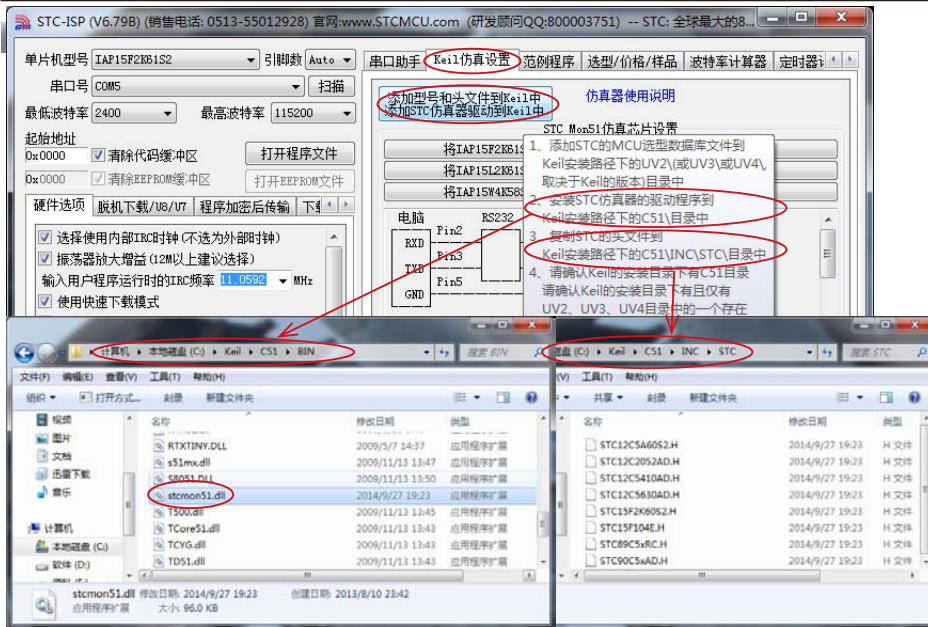 STC-ISP (V6.79B) (销售电话: 0513-55012928) 官网:www.STCMCU.com (研发顾问QQ:800003751) -- STC: 全球最大的8...
单片机型号 IAP15F2K61S2 引脚数 Auto
串口号 COM5 扫描
最低波特率 2400 最高波特率 115200
起始地址
0x0000 清除代码缓冲区 打开程序文件
0x0000 清除EEPROM缓冲区 打开EEPROM文件
硬件选项 脱机下载/U8/U7 程序加密后传输
选择使用内部IRC时钟(不选为外部时钟)
振荡器放大增益(12M以上建议选择)
输入用户程序运行时的IRC频率 11.0592 MHz
使用快速下载模式
串口助手 Keil仿真设置 范例程序 选型/价格/样品 波特率计算器 定时器
添加型号和头文件到Keil中
添加STC仿真器驱动到Keil中
仿真器使用说明
STC Mon51仿真芯片设置
将IAP15F2K61S
将IAP15L2K61S
将IAP15W4K58S
电脑 RS232
RXD Pin2
TXD Pin3
GND Pin5
1、添加STC的MCU选型数据库文件到
Keil安装路径下的UV2\(或UV3\或UV4\,
取决于Keil的版本)目录中
2、安装STC仿真器的驱动程序到
Keil安装路径下的C51\目录中
3、复制STC的头文件到
Keil安装路径下的C51\INC\STC\目录中
4、请确认Keil的安装目录下有C51目录
请确认Keil的安装目录下有且仅有
UV2、UV3、UV4目录中的一个存在
计算机 本地磁盘 (C:) Keil C51 BIN 搜索 BIN
文件(F) 编辑(E) 查看(V) 工具(T) 帮助(H)
组织 打开方式... 刻录 新建文件夹
视频
图片
文档
迅雷下载
音乐
计算机
本地磁盘 (C:)
软件 (D:)
名称 修改日期 类型
RTXTINY.DLL 2009/5/7 14:37 应用程序扩展
s51mx.dll 2009/11/13 13:47 应用程序扩展
S8051.DLL 2009/11/13 13:50 应用程序扩展
stcmon51.dll 2014/9/27 19:23 应用程序扩展
T500.dll 2009/11/13 13:45 应用程序扩展
TCore51.dll 2009/11/13 13:43 应用程序扩展
TCYG.dll 2009/11/13 13:43 应用程序扩展
TD51.dll 2009/11/13 13:43 应用程序扩展
stcmon51.dll 修改日期: 2014/9/27 19:23 创建日期: 2013/8/10 23:42
应用程序扩展 大小: 96.0 KB
磁盘 (C:) Keil C51 INC STC 搜索 STC
(V) 工具(T) 帮助(H)
共享 刻录 新建文件夹
名称 修改日期 类型
STC12C5A60S2.H 2014/9/27 19:23 H 文件
STC12C2052AD.H 2014/9/27 19:23 H 文件
STC12C5410AD.H 2014/9/27 19:23 H 文件
STC12C5630AD.H 2014/9/27 19:23 H 文件
STC15F2K60S2.H 2014/9/27 19:23 H 文件
STC15F104E.H 2014/9/27 19:23 H 文件
STC89C5xRC.H 2014/9/27 19:23 H 文件
STC90C5xAD.H 2014/9/27 19:23 H 文件